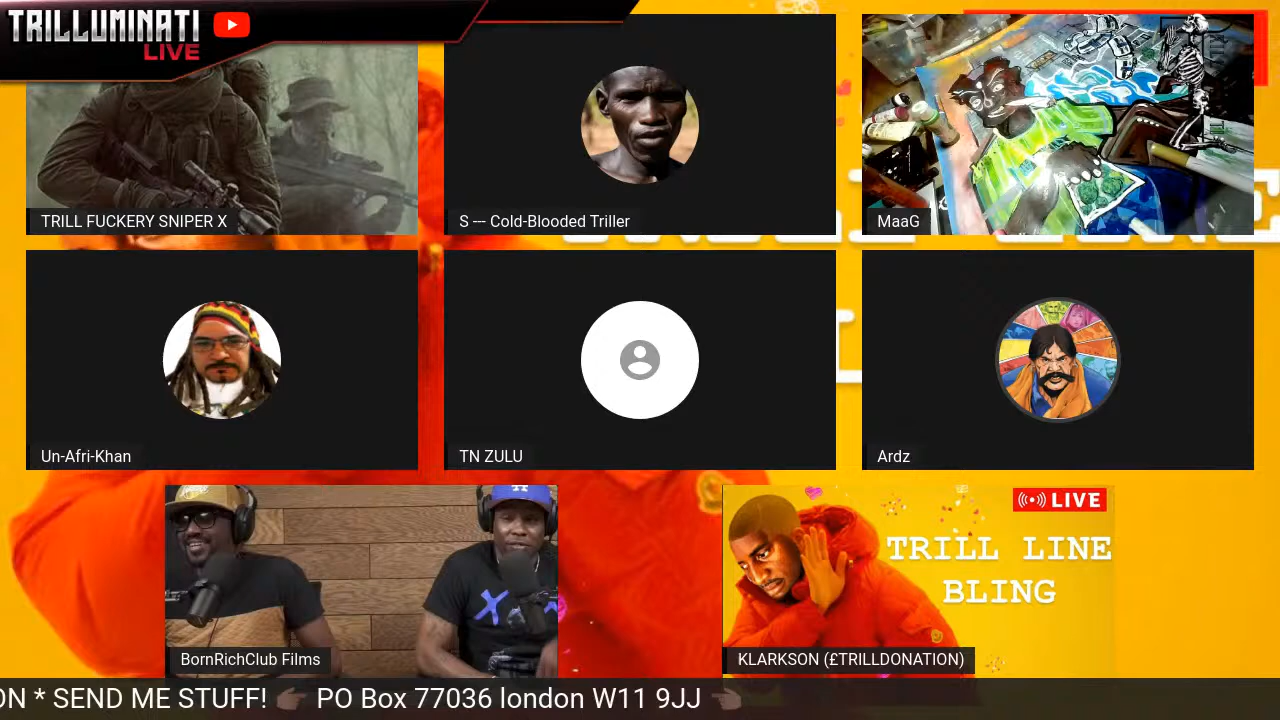 TRILLUMINATI
LIVE
TRILL FUCKERY SNIPER X
S --- Cold-Blooded Triller
MaaG
Un-Afri-Khan
TN ZULU
Ardz
LIVE
TRILL LINE
BLING
BornRichClub Films
KLARKSON (£TRILLDONATION)
ON * SEND ME STUFF! PO Box 77036 london W11 9JJ